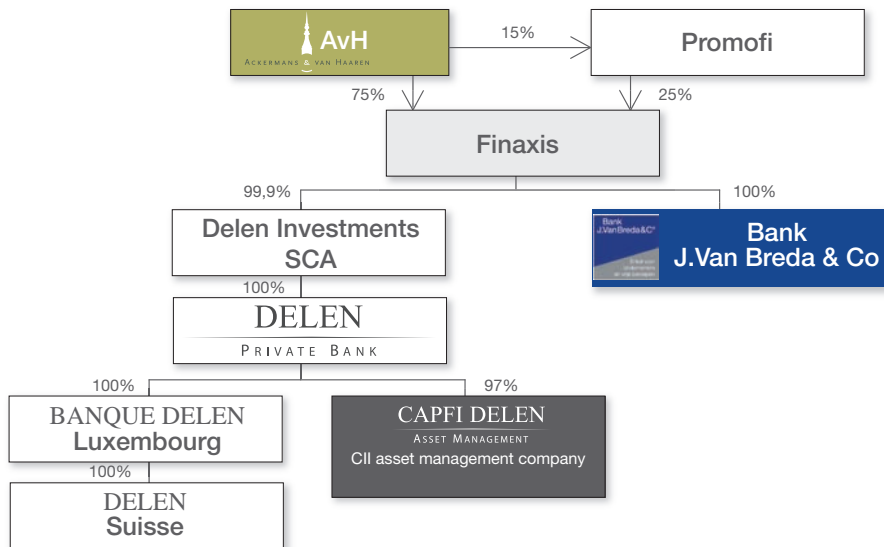 AvH
ACKERMANS & VAN HAAREN
15%
Promofi
75%
25%
Finaxis
99,9%
100%
Delen Investments
SCA
Bank
J.VanBreda&C°
Bank
J.Van Breda & Co
100%
DELEN
PRIVATE BANK
100%
97%
BANQUE DELEN
Luxembourg
CAPFI DELEN
ASSET MANAGEMENT
CII asset management company
100%
DELEN
Suisse